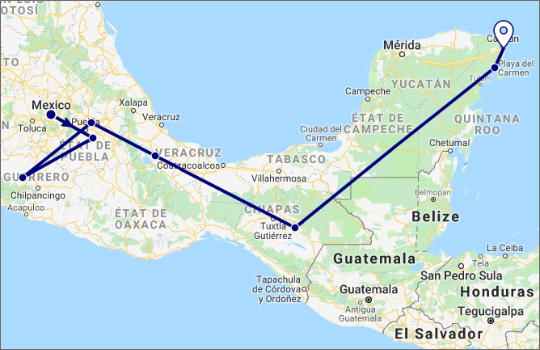 POTOSÍ
Cancún
Mérida
Playa del
Carmen
YUCATÁN
Campeche
Mexico
Xalapa
Toluca
Puebla
Veracruz
ÉTAT DE
CAMPECHE
QUINTANA
ROO
Ciudad del
Carmen
ÉTAT DE
PUEBLA
VERACRUZ
Coatzacoalcos
TABASCO
Chetumal
Villahermosa
GUERRERO
Chilpancingo
Acapulco
ÉTAT DE
OAXACA
CHIAPAS
Tuxtla
Gutiérrez
Belmopan
Belize
Guatemala
La Ceiba
Tela
San Pedro Sula
Tapachula
de Córdova
y Ordoñez
Guatemala
Antigua
Guatemala
Honduras
Tegucigalpa
El Salvador